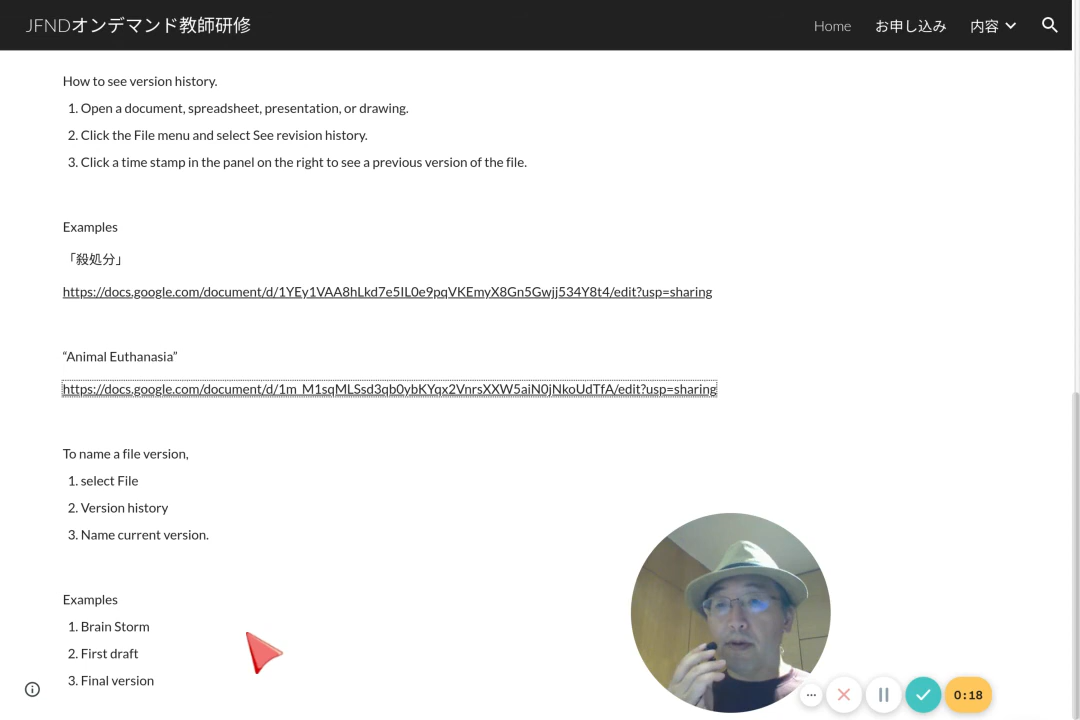 JFNDオンデマンド教師研修
Home お申し込み 内容
How to see version history.
1. Open a document, spreadsheet, presentation, or drawing.
2. Click the File menu and select See revision history.
3. Click a time stamp in the panel on the right to see a previous version of the file.
Examples
「殺処分」
https://docs.google.com/document/d/1YEy1VAA8hLkd7e5IL0e9pqVKEmyX8Gn5Gwjj534Y8t4/edit?usp=sharing
“Animal Euthanasia”
https://docs.google.com/document/d/1m_M1sqMLSsd3qb0ybKYqx2VnrsXXW5aiN0jNkoUdTfA/edit?usp=sharing
To name a file version,
1. select File
2. Version history
3. Name current version.
Examples
1. Brain Storm
2. First draft
3. Final version
0:18